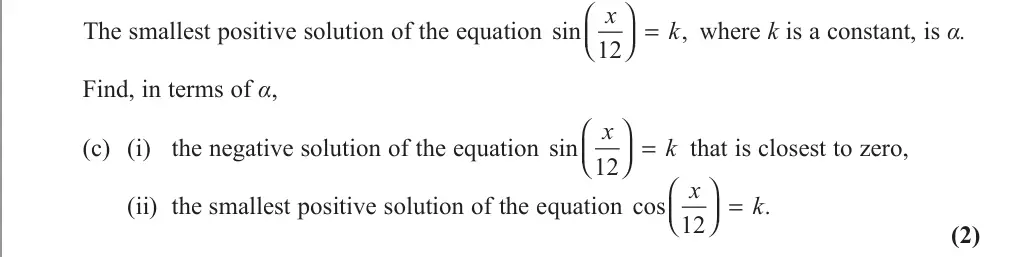 The smallest positive solution of the equation sin(x/12) = k, where k is a constant, is α.
Find, in terms of α,
(c) (i) the negative solution of the equation sin(x/12) = k that is closest to zero,
(ii) the smallest positive solution of the equation cos(x/12) = k.
(2)